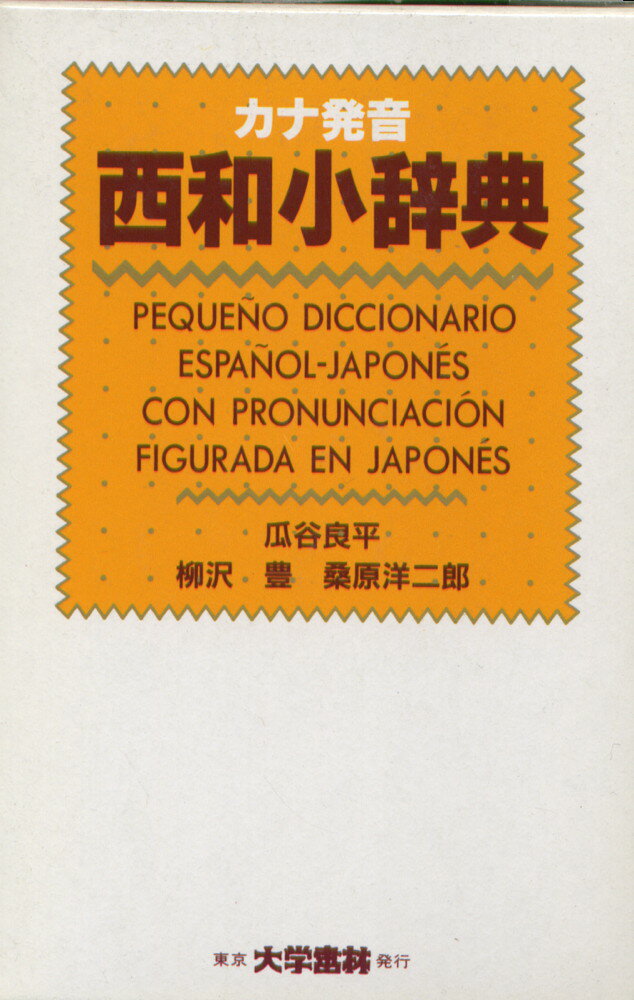 カナ発音
西和小辞典
PEQUEÑO DICCIONARIO
ESPAÑOL-JAPONÉS
CON PRONUNCIACIÓN
FIGURADA EN JAPONÉS
瓜谷良平
柳沢 豊 桑原洋二郎
東京 大学書林 発行